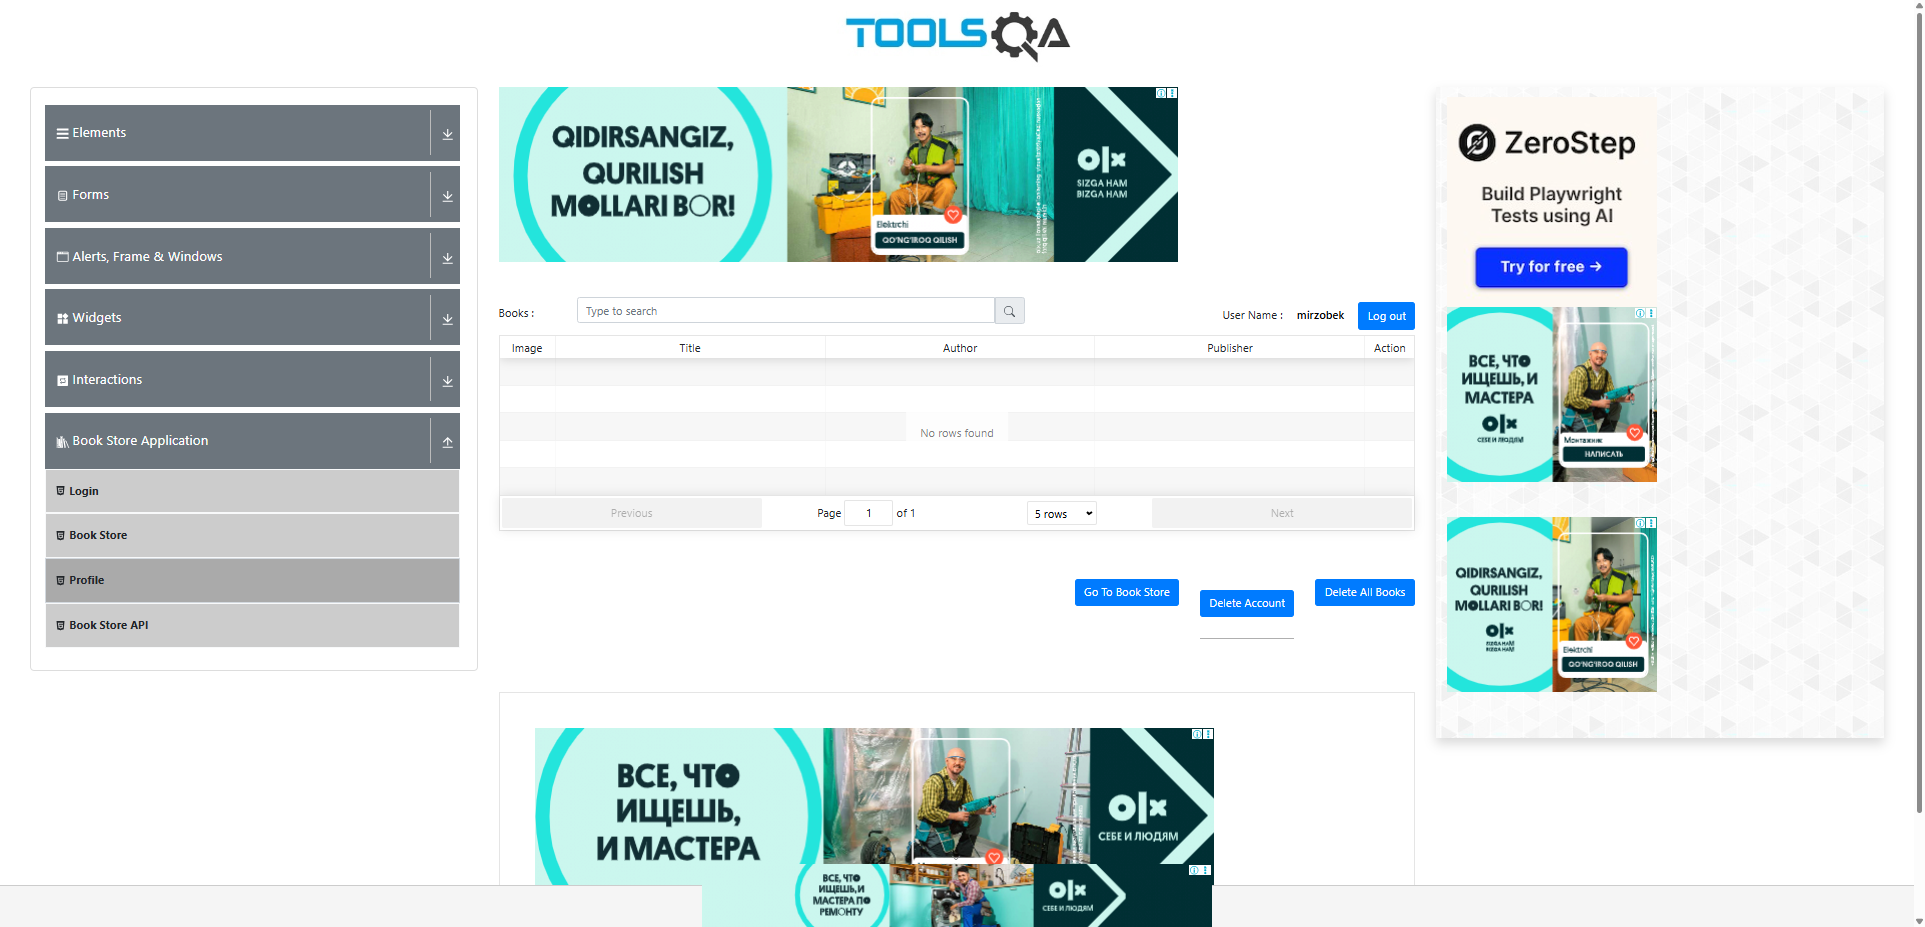 TOOLSQA
Elements
Forms
Alerts, Frame & Windows
Widgets
Interactions
Book Store Application
Login
Book Store
Profile
Book Store API
QIDIRSANGIZ,
QURILISH
MOLLARI BOR!
Elektrchi
QO'NG'IROQ QILISH
olx
SIZGA HAM
BIZGA HAM
Books :
Type to search
User Name :
mirzobek
Log out
Image Title Author Publisher Action
No rows found
Previous
Page 1 of 1
5 rows
Next
Go To Book Store
Delete Account
Delete All Books
ВСЕ, ЧТО
ИЩЕШЬ,
И МАСТЕРА
olx
СЕБЕ И ЛЮДЯМ
ВСЕ, ЧТО
ИЩЕШЬ, И
МАСТЕРА ПО
РЕМОНТУ
olx
СЕБЕ И ЛЮДЯМ
ZeroStep
Build Playwright
Tests using AI
Try for free →
ВСЕ, ЧТО
ИЩЕШЬ, И
МАСТЕРА
olx
СЕБЕ И ЛЮДЯМ
Монтажник
НАПИСАТЬ
QIDIRSANGIZ,
QURILISH
MOLLARI BOR!
olx
SIZGA HAM
BIZGA HAM
Elektrchi
QO'NG'IROQ QILISH